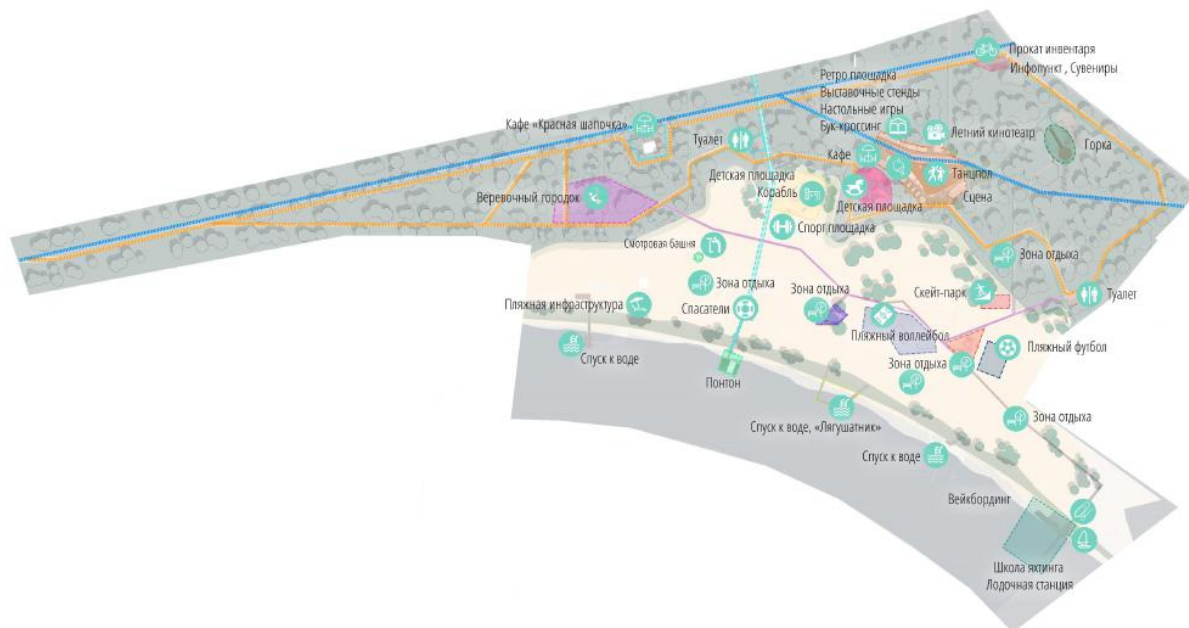 Прокат инвентаря
Инфопункт , Сувениры
Ретро площадка
Выставочные стенды
Настольные игры
Бук-кроссинг
Летний кинотеатр
Горка
Кафе «Красная шапочка»
Туалет
Кафе
Танцпол
Сцена
Детская площадка
Корабль
Детская площадка
Веревочный городок
Спорт площадка
Смотровая башня
Зона отдыха
Зона отдыха
Зона отдыха
Скейт-парк
Туалет
Пляжная инфраструктура
Спасатели
Пляжный воллейбол
Пляжный футбол
Спуск к воде
Зона отдыха
Понтон
Зона отдыха
Спуск к воде, «Лягушатник»
Спуск к воде
Вейкбординг
Школа яхтинга
Лодочная станция